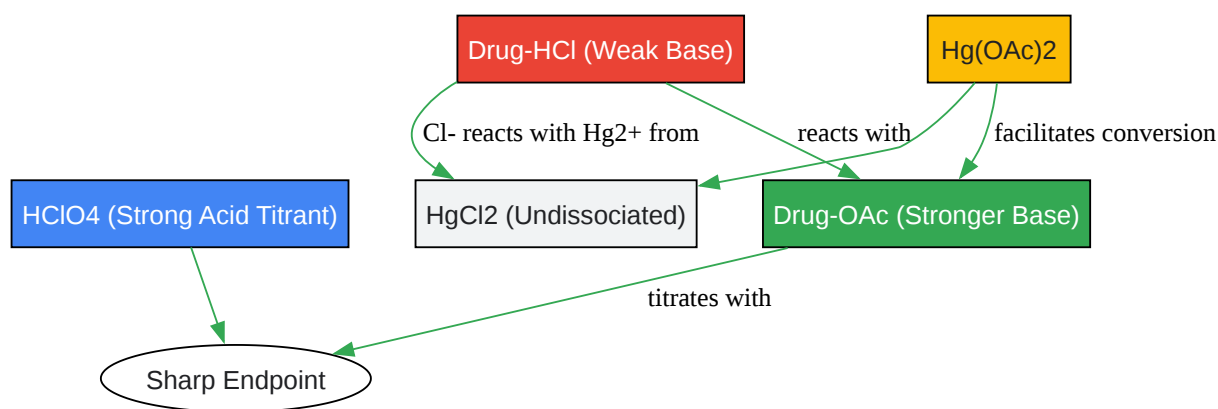 Drug-HCl (Weak Base)
Hg(OAc)2
Cl- reacts with Hg2+ from
reacts with
facilitates conversion
HClO4 (Strong Acid Titrant)
HgCl2 (Undissociated)
Drug-OAc (Stronger Base)
titrates with
Sharp Endpoint